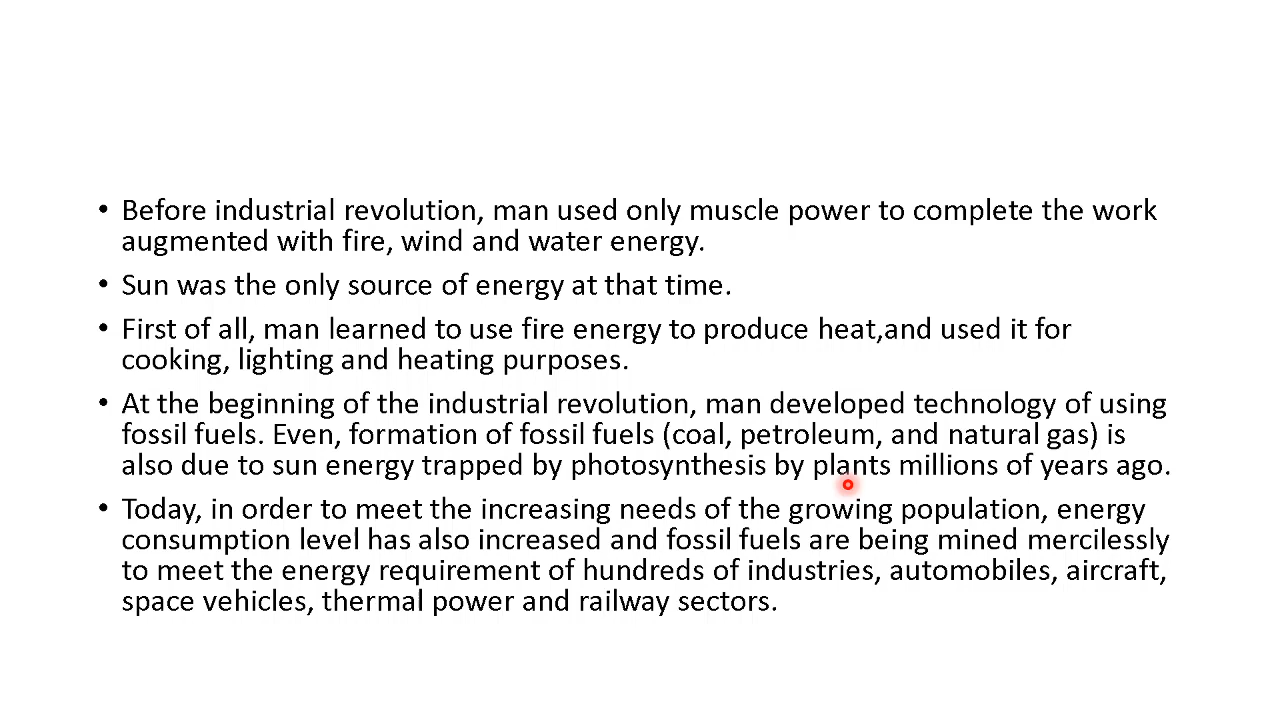 • Before industrial revolution, man used only muscle power to complete the work
augmented with fire, wind and water energy.
• Sun was the only source of energy at that time.
• First of all, man learned to use fire energy to produce heat,and used it for
cooking, lighting and heating purposes.
• At the beginning of the industrial revolution, man developed technology of using
fossil fuels. Even, formation of fossil fuels (coal, petroleum, and natural gas) is
also due to sun energy trapped by photosynthesis by plants millions of years ago.
• Today, in order to meet the increasing needs of the growing population, energy
consumption level has also increased and fossil fuels are being mined mercilessly
to meet the energy requirement of hundreds of industries, automobiles, aircraft,
space vehicles, thermal power and railway sectors.